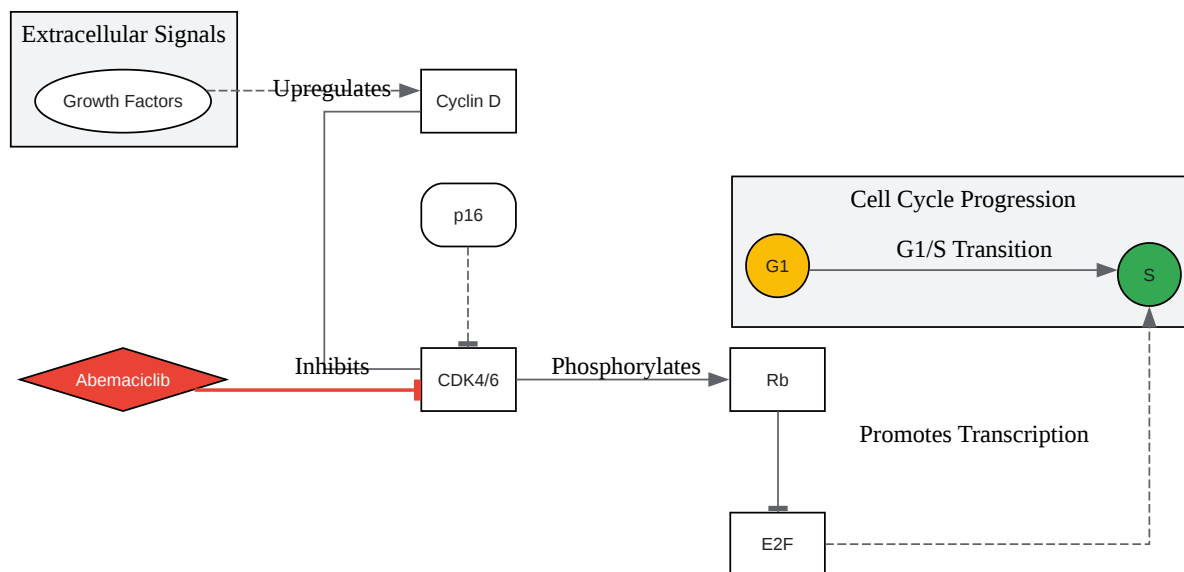 Extracellular Signals
Growth Factors
Upregulates
Cyclin D
p16
Cell Cycle Progression
G1
G1/S Transition
S
Abemaciclib
Inhibits
CDK4/6
Phosphorylates
Rb
Promotes Transcription
E2F